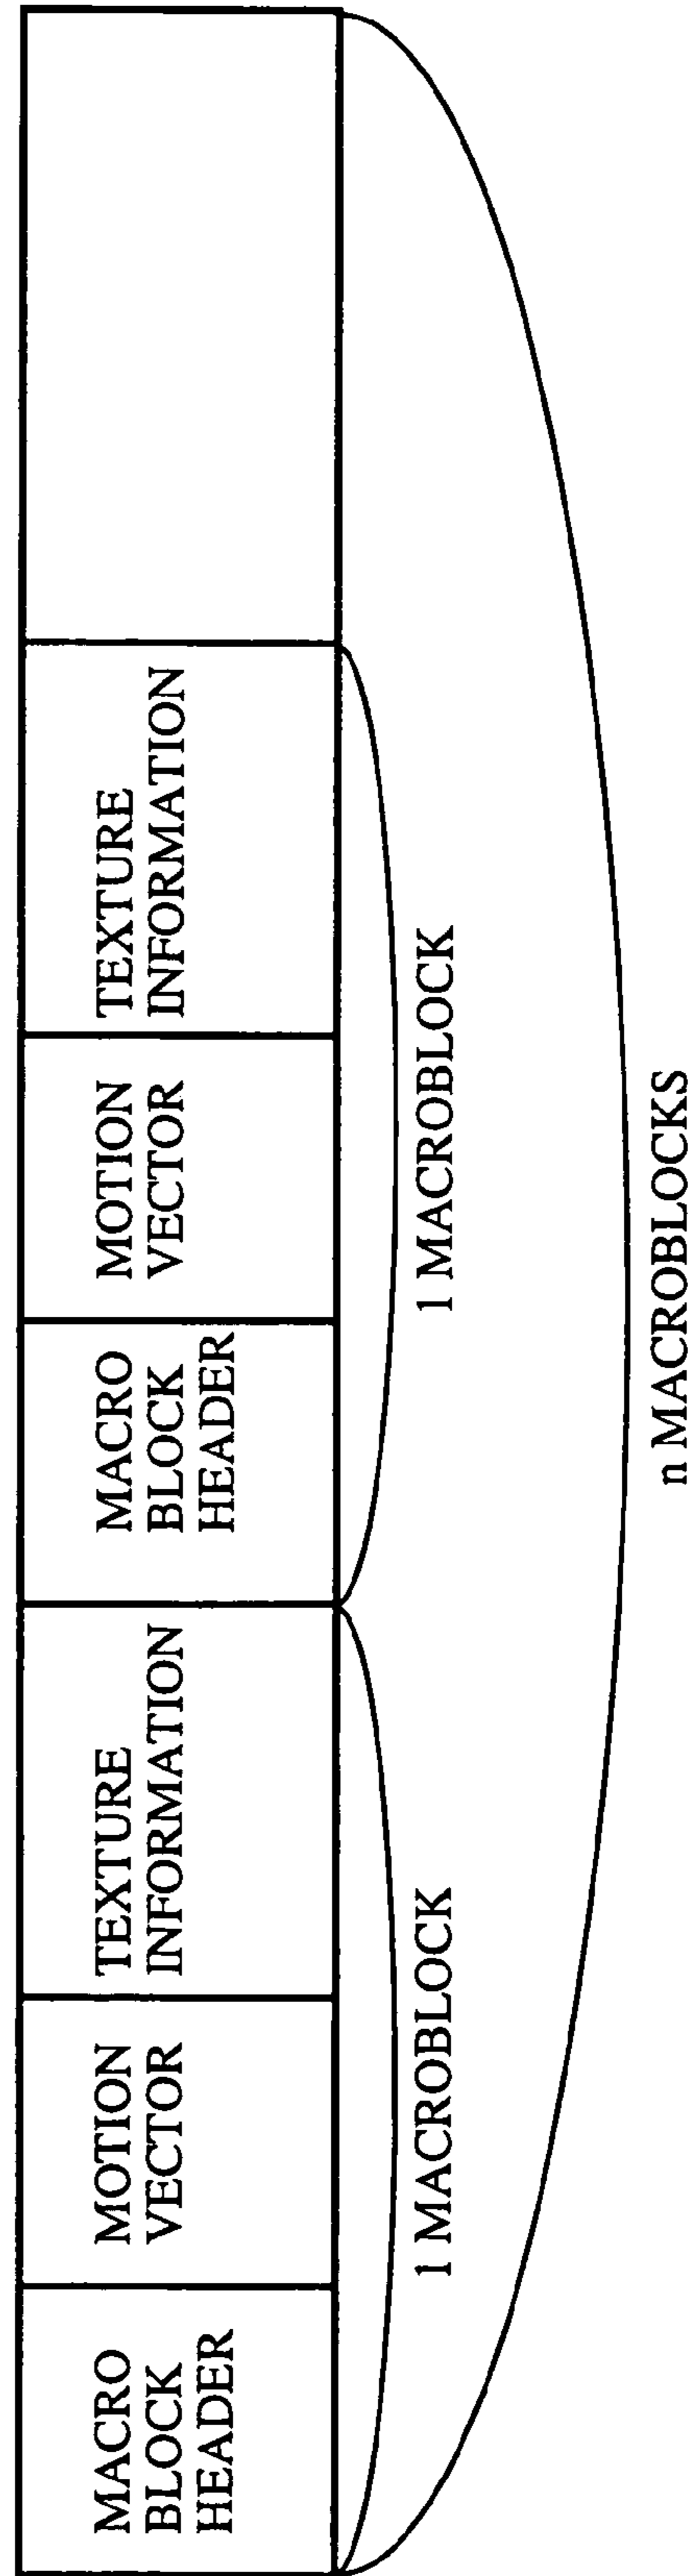 MACRO
BLOCK
HEADER
MOTION
VECTOR
TEXTURE
INFORMATION
MACRO
BLOCK
HEADER
MOTION
VECTOR
TEXTURE
INFORMATION
1 MACROBLOCK
1 MACROBLOCK
n MACROBLOCKS